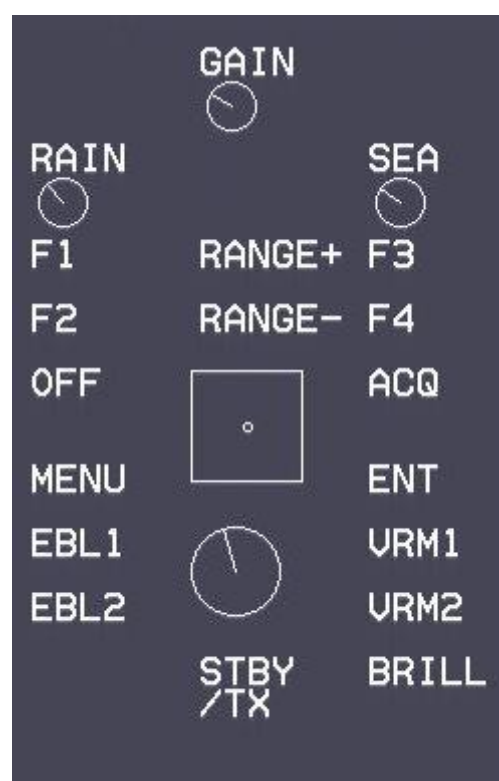 GAIN
RAIN SEA
F1 RANGE+ F3
F2 RANGE- F4
OFF ACQ
MENU ENT
EBL1 VRM1
EBL2 VRM2
STBY BRILL
/TX